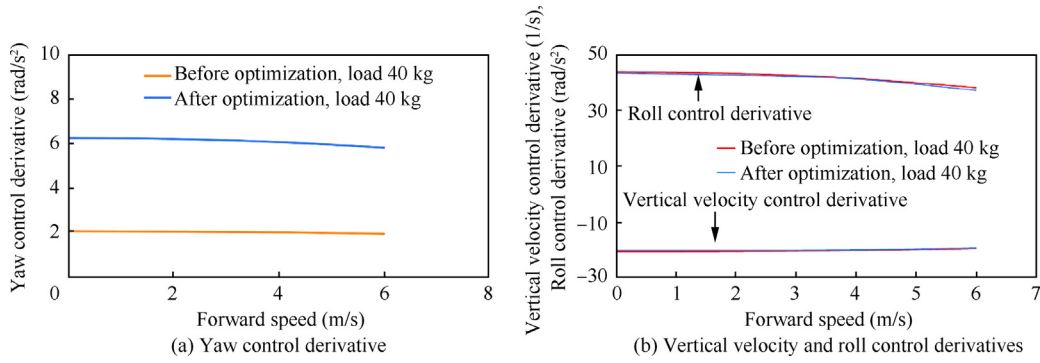 Yaw control derivative (rad/s²)
10
8
6
4
2
0
2
4
6
8
Before optimization, load 40 kg
After optimization, load 40 kg
Forward speed (m/s)
(a) Yaw control derivative
Vertical velocity control derivative (1/s),
Roll control derivative (rad/s²)
50
30
10
−10
−30
0
1
2
3
4
5
6
7
Roll control derivative
Before optimization, load 40 kg
After optimization, load 40 kg
Vertical velocity control derivative
Forward speed (m/s)
(b) Vertical velocity and roll control derivatives